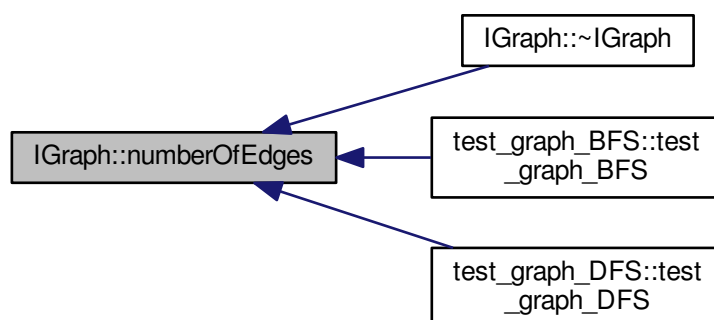 IGraph::~IGraph
IGraph::numberOfEdges
test_graph_BFS::test
_graph_BFS
test_graph_DFS::test
_graph_DFS